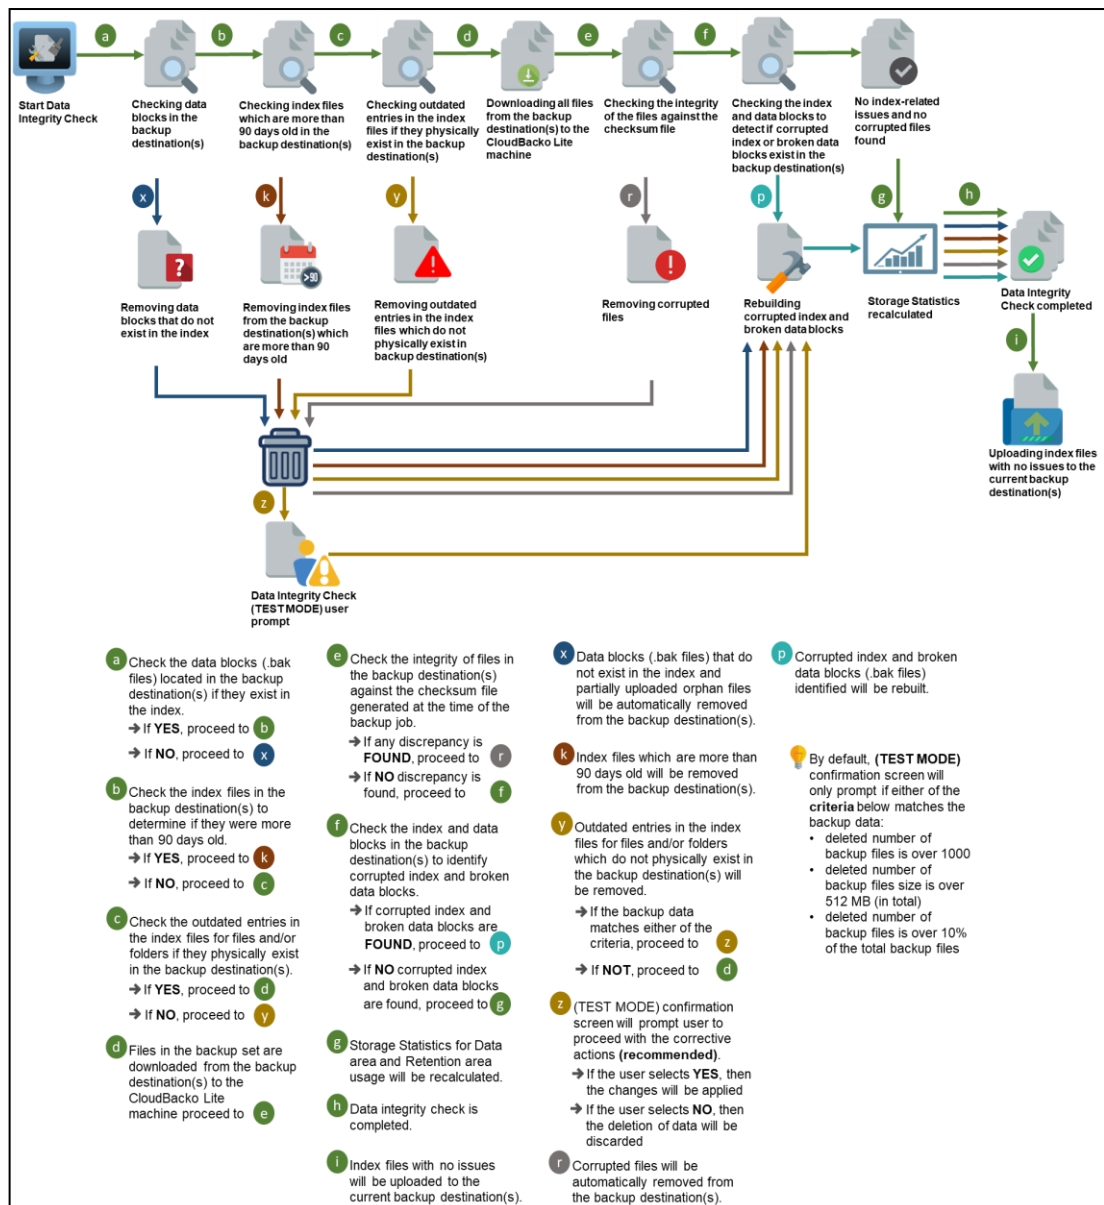 a
b
c
d
e
f
Start Data
Integrity Check
Checking data
blocks in the
backup
destination(s)
Checking index files
which are more than
90 days old in the
backup destination(s)
Checking outdated
entries in the index
files if they physically
exist in the backup
destination(s)
Downloading all files
from the backup
destination(s) to the
CloudBacko Lite
machine
Checking the integrity
of the files against the
checksum file
Checking the index
and data blocks to
detect if corrupted
index or broken data
blocks exist in the
backup destination(s)
No index-related
issues and no
corrupted files
found
x
k
y
r
p
g
h
?
>90
Removing data
blocks that do not
exist in the index
Removing index files
from the backup
destination(s) which
are more than 90
days old
Removing outdated
entries in the index
files which do not
physically exist in
backup destination(s)
Removing corrupted
files
Rebuilding
corrupted index and
broken data blocks
Storage Statistics
recalculated
Data Integrity
Check completed
i
Uploading index files
with no issues to the
current backup
destination(s)
z
Data Integrity Check
(TEST MODE) user
prompt
a Check the data blocks (.bak
files) located in the backup
destination(s) if they exist in
the index.
➔ If YES, proceed to b
➔ If NO, proceed to x
b Check the index files in the
backup destination(s) to
determine if they were more
than 90 days old.
➔ If YES, proceed to k
➔ If NO, proceed to c
c Check the outdated entries in
the index files for files and/or
folders if they physically exist
in the backup destination(s).
➔ If YES, proceed to d
➔ If NO, proceed to y
d Files in the backup set are
downloaded from the backup
destination(s) to the
CloudBacko Lite
machine proceed to e
e Check the integrity of files in
the backup destination(s)
against the checksum file
generated at the time of the
backup job.
➔ If any discrepancy is
FOUND, proceed to r
➔ If NO discrepancy is
found, proceed to f
f Check the index and data
blocks in the backup
destination(s) to identify
corrupted index and broken
data blocks.
➔ If corrupted index and
broken data blocks are
FOUND, proceed to p
➔ If NO corrupted index
and broken data blocks
are found, proceed to g
g Storage Statistics for Data
area and Retention area
usage will be recalculated.
h Data integrity check is
completed.
i Index files with no issues
will be uploaded to the
current backup destination(s).
x Data blocks (.bak files) that do
not exist in the index and
partially uploaded orphan files
will be automatically removed
from the backup destination(s).
k Index files which are more than
90 days old will be removed
from the backup destination(s).
y Outdated entries in the index
files for files and/or folders
which do not physically exist in
the backup destination(s) will
be removed.
➔ If the backup data
matches either of the
criteria, proceed to z
➔ If NOT, proceed to d
z (TEST MODE) confirmation
screen will prompt user to
proceed with the corrective
actions (recommended).
➔ If the user selects YES, then
the changes will be applied
➔ If the user selects NO, then
the deletion of data will be
discarded
r Corrupted files will be
automatically removed from
the backup destination(s).
p Corrupted index and broken
data blocks (.bak files)
identified will be rebuilt.
By default, (TEST MODE)
confirmation screen will
only prompt if either of the
criteria below matches the
backup data:
• deleted number of
backup files is over 1000
• deleted number of
backup files size is over
512 MB (in total)
• deleted number of
backup files is over 10%
of the total backup files